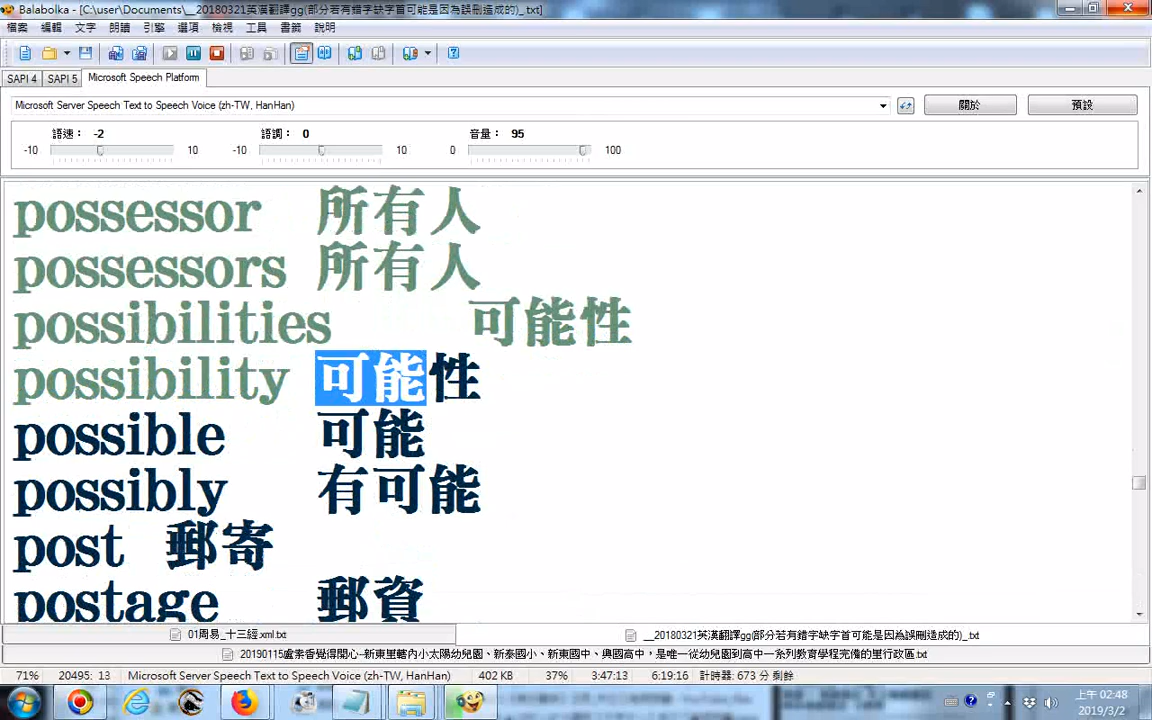 Balabolka - [C:\user\Documents\__20180321英漢翻譯gg(部分若有錯字缺字首可能是因為誤刪造成的)_.txt]
檔案 編輯 文字 朗讀 引擎 選項 檢視 工具 書籤 說明
SAPI 4 SAPI 5 Microsoft Speech Platform
Microsoft Server Speech Text to Speech Voice (zh-TW, HanHan) 關於 預設
語速： -2 語調： 0 音量： 95
-10 10 -10 10 0 100
possessor 所有人
possessors 所有人
possibilities 可能性
possibility 可能性
possible 可能
possibly 有可能
post 郵寄
postage 郵資
01周易_十三經.xml.txt __20180321英漢翻譯gg(部分若有錯字缺字首可能是因為誤刪造成的)_.txt
20190115盧素香覺得開心~新東里轄內小太陽幼兒園、新泰國小、新東國中、興國高中，是唯一從幼兒園到高中一系列教育學程完備的里行政區.txt
71% 20495: 13 Microsoft Server Speech Text to Speech Voice (zh-TW, HanHan) 402 KB 37% 3:47:13 6:19:16 計時器: 673 分 剩餘
上午 02:48
2019/3/2